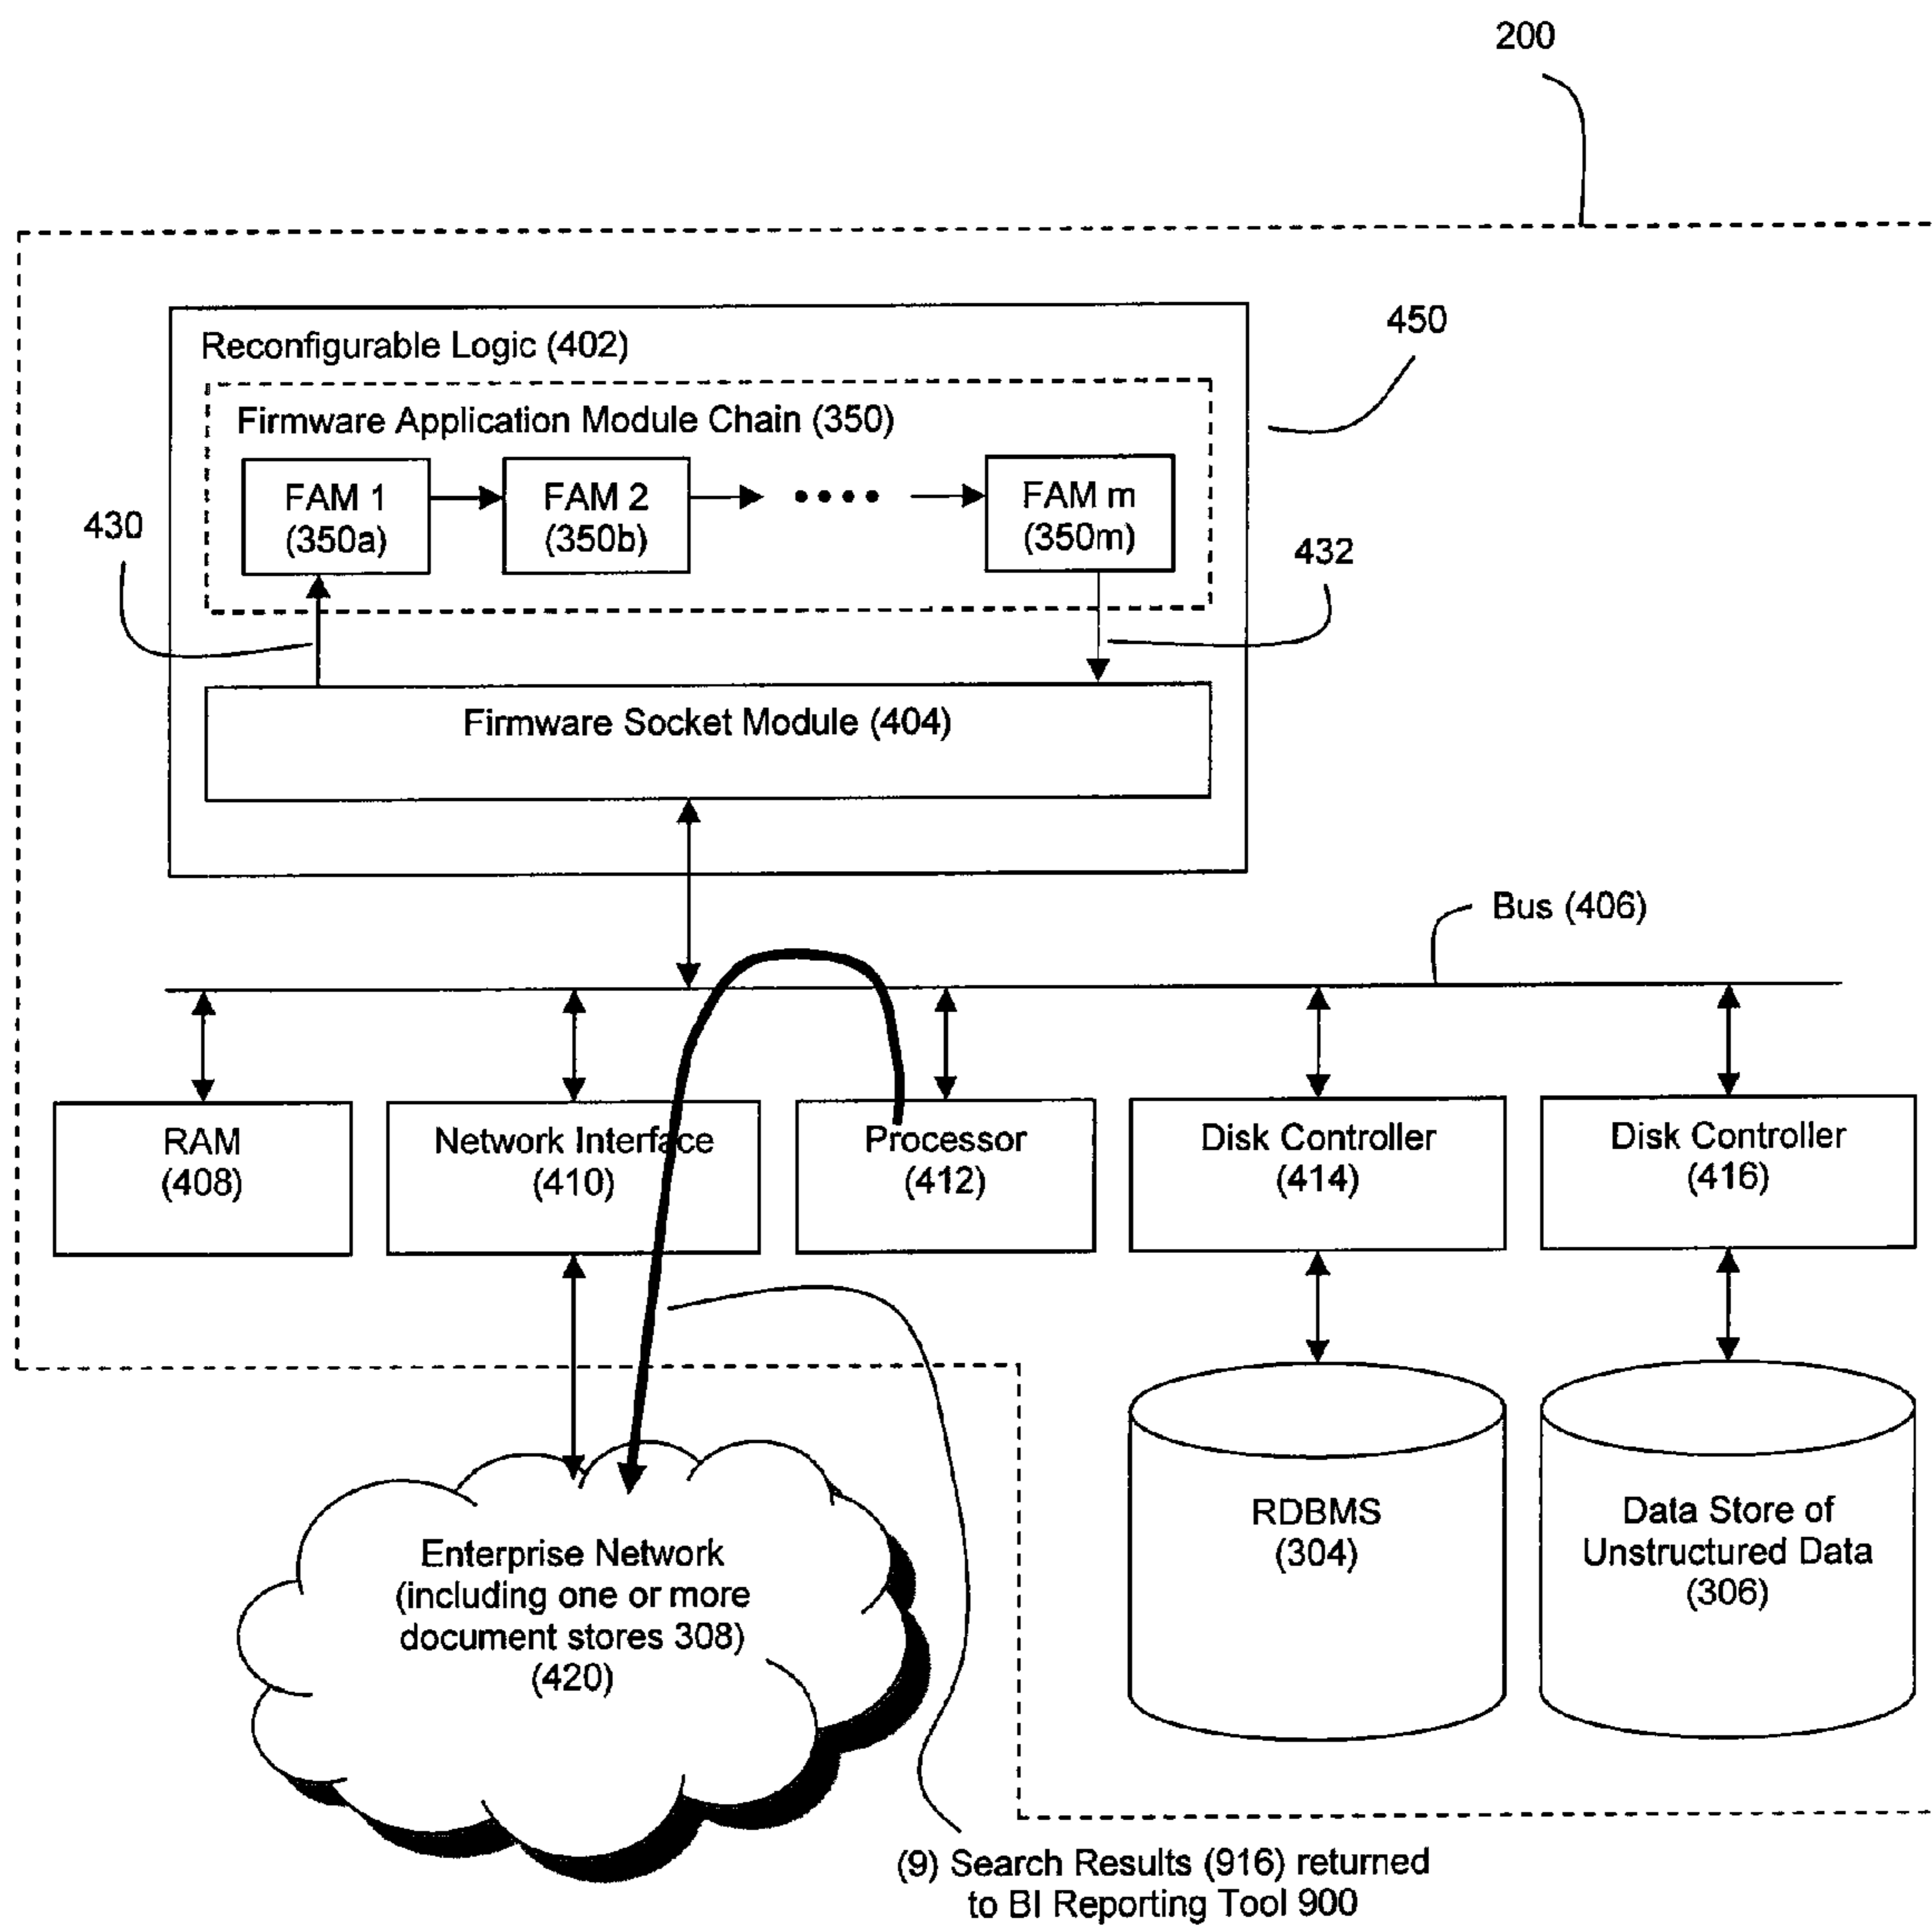 200
450
Reconfigurable Logic (402)
Firmware Application Module Chain (350)
FAM 1
(350a)
FAM 2
(350b)
FAM m
(350m)
430
432
Firmware Socket Module (404)
Bus (406)
RAM
(408)
Network Interface
(410)
Processor
(412)
Disk Controller
(414)
Disk Controller
(416)
Enterprise Network
(including one or more
document stores 308)
(420)
RDBMS
(304)
Data Store of
Unstructured Data
(306)
(9) Search Results (916) returned
to BI Reporting Tool 900